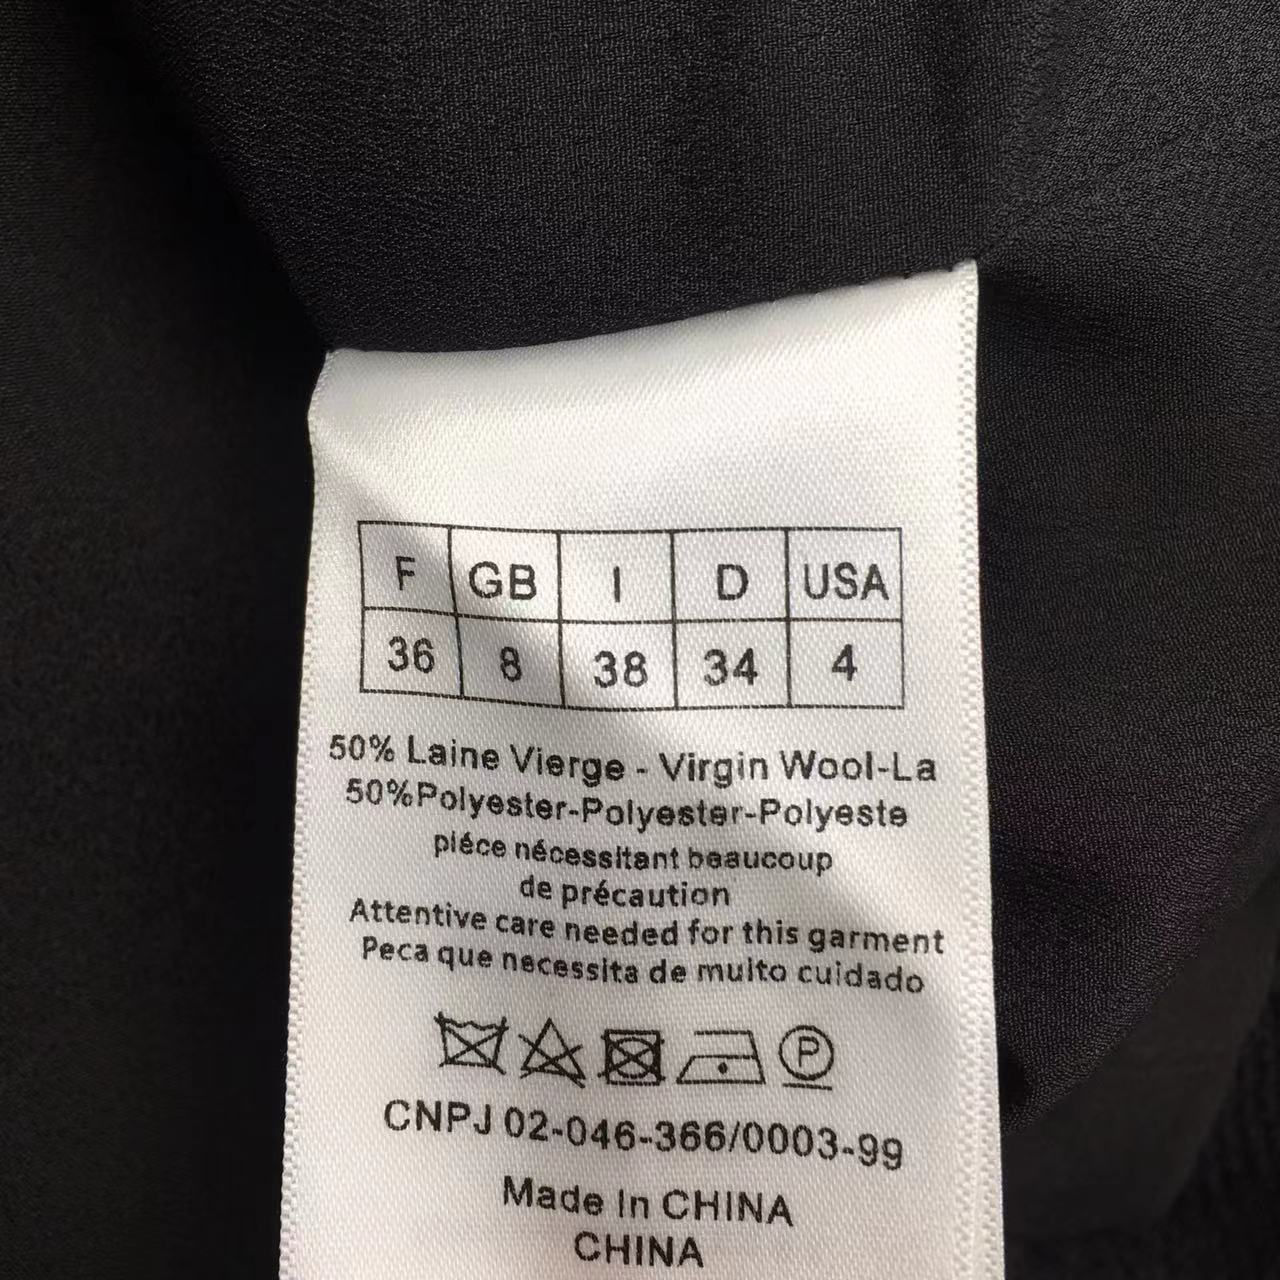 F GB I D USA
36 8 38 34 4
50% Laine Vierge - Virgin Wool-La
50%Polyester-Polyester-Polyeste
piéce nécessitant beaucoup
de précaution
Attentive care needed for this garment
Peca que necessita de muito cuidado
P
CNPJ 02-046-366/0003-99
Made In CHINA
CHINA